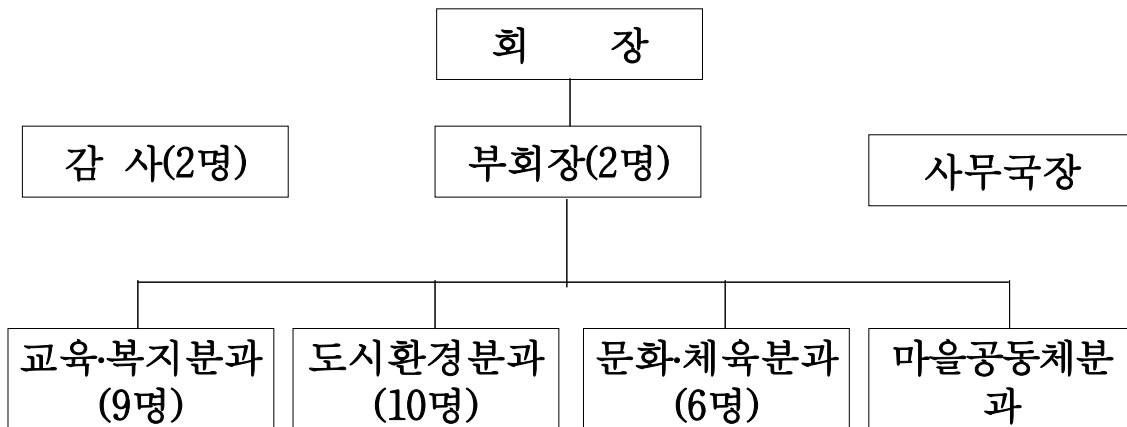 회 장
감 사(2명)
부회장(2명)
사무국장
교육·복지분과
(9명)
도시환경분과
(10명)
문화·체육분과
(6명)
마을공동체분
과